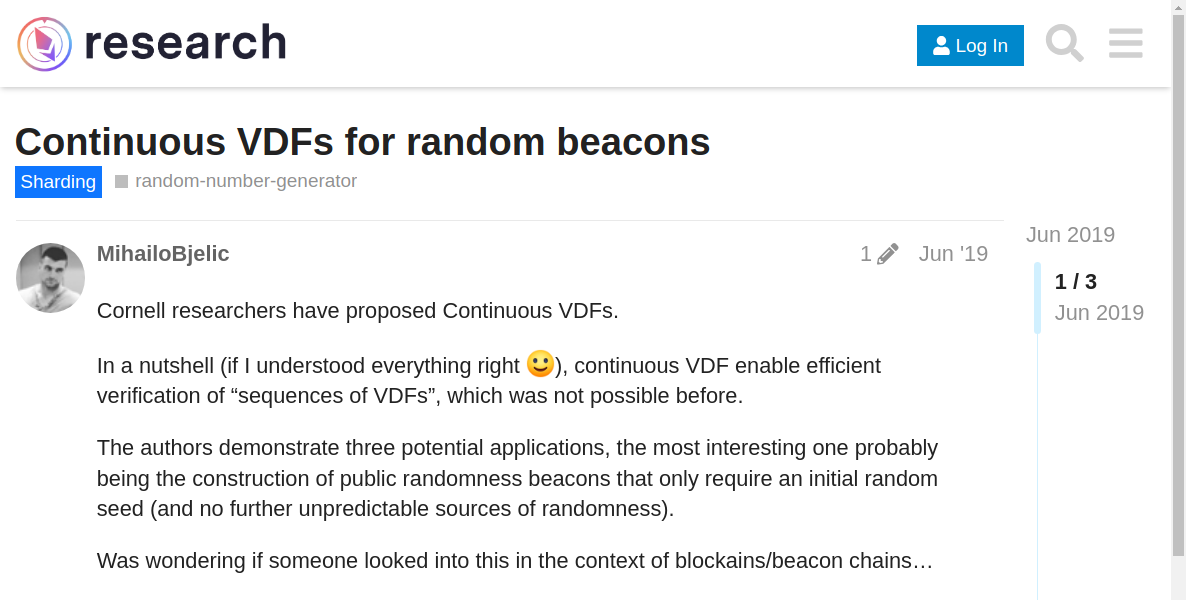 research
Log In
Continuous VDFs for random beacons
Sharding random-number-generator
MihailoBjelic
1 Jun '19
Cornell researchers have proposed Continuous VDFs.
In a nutshell (if I understood everything right 🙂), continuous VDF enable efficient
verification of “sequences of VDFs”, which was not possible before.
The authors demonstrate three potential applications, the most interesting one probably
being the construction of public randomness beacons that only require an initial random
seed (and no further unpredictable sources of randomness).
Was wondering if someone looked into this in the context of blockains/beacon chains…
Jun 2019
1 / 3
Jun 2019